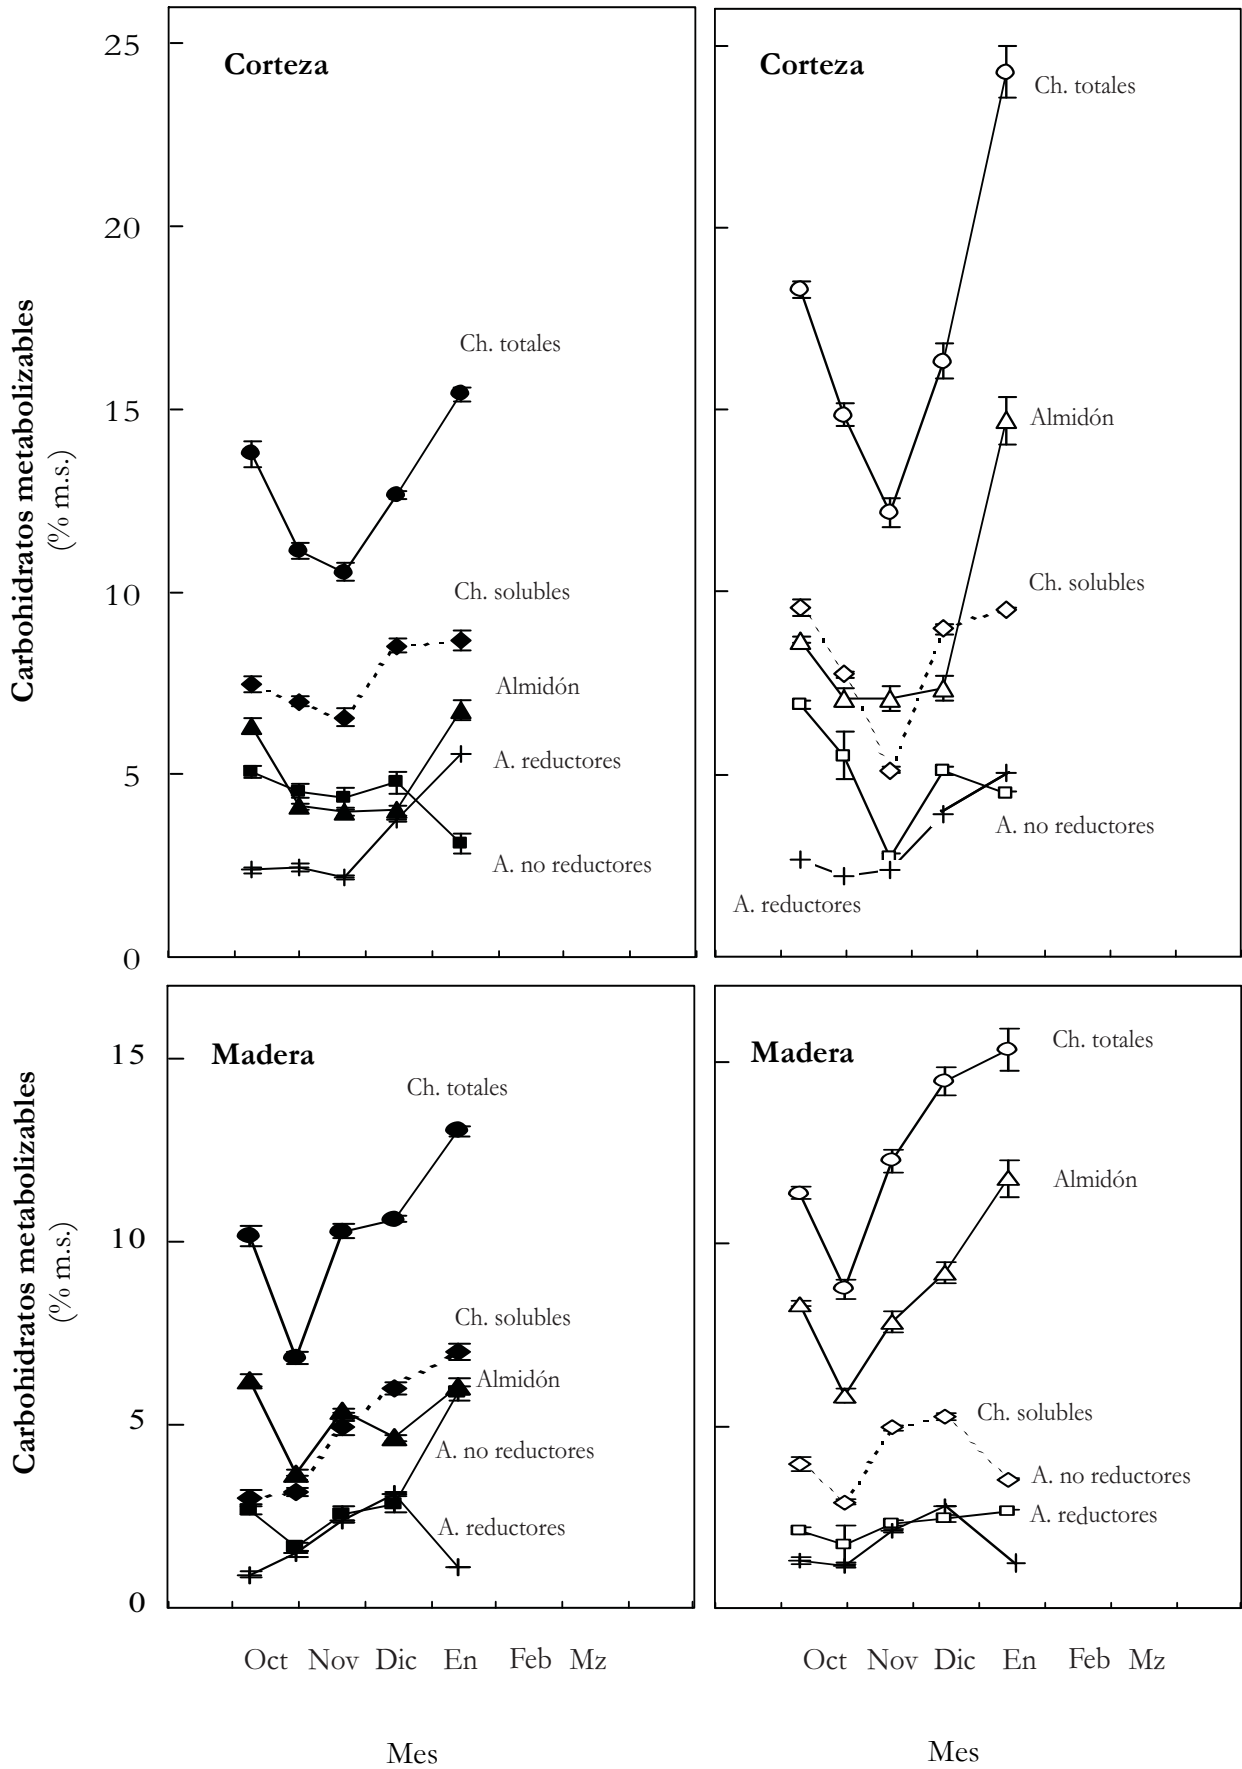 Corteza
Ch. totales
Ch. solubles
Almidón
A. reductores
A. no reductores
25
20
15
10
5
0
Carbohidratos metabolizables
(% m.s.)
Corteza
Ch. totales
Almidón
Ch. solubles
A. no reductores
A. reductores
Madera
Ch. totales
Ch. solubles
Almidón
A. no reductores
A. reductores
15
10
5
0
Carbohidratos metabolizables
(% m.s.)
Madera
Ch. totales
Almidón
Ch. solubles
A. no reductores
A. reductores
Oct Nov Dic En Feb Mz
Oct Nov Dic En Feb Mz
Mes
Mes